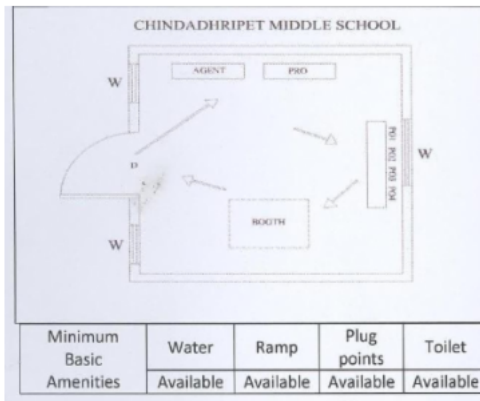 CHINDADHRIPET MIDDLE SCHOOL
AGENT
PRO
W
D
PO1 PO2 PO3 PO4
W
W
BOOTH
Minimum Basic Amenities
Water
Ramp
Plug points
Toilet
Available
Available
Available
Available